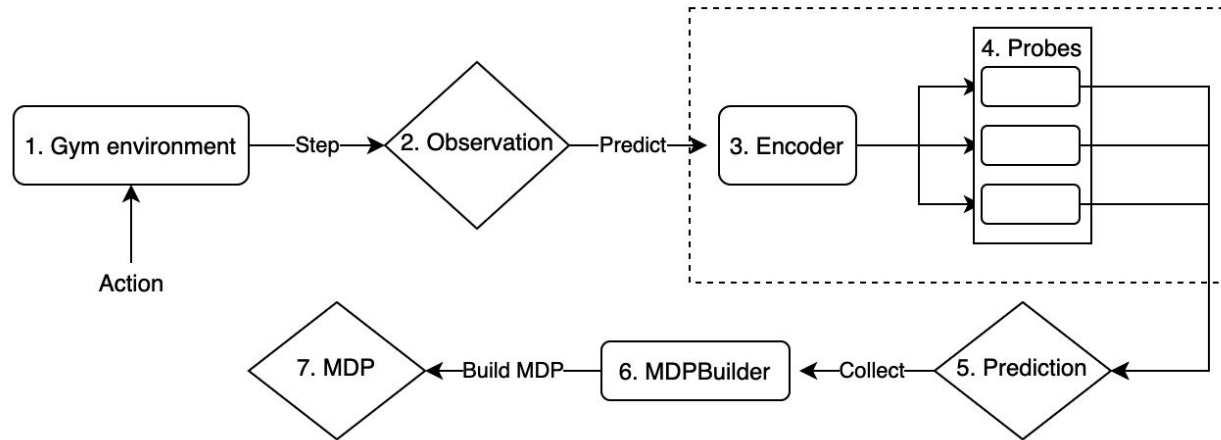 4. Probes
1. Gym environment
Step
2. Observation
Predict
3. Encoder
Action
7. MDP
Build MDP
6. MDPBuilder
Collect
5. Prediction